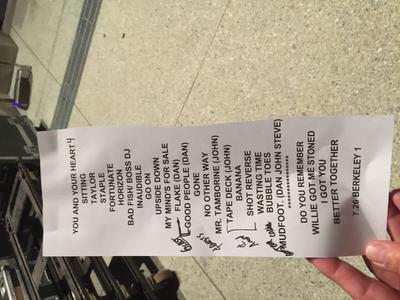 YOU AND YOUR HEART
SITTING
TAYLOR
STAPLE
FORTUNATE
HORIZON
BAD FISH/ BOSS DJ
INAUDIBLE
GO ON
UPSIDE DOWN
MY MIND'S FOR SALE
FLAKE (DAN)
GOOD PEOPLE (DAN)
GONE
NO OTHER WAY
MR. TAMBORINE (JOHN)
TAPE DECK (JOHN)
BANANA
SHOT REVERSE
WASTING TIME
BUBBLE TOES
MUDFOOT. (DAN JOHN STEVE)
***************
DO YOU REMEMBER
WILLIE GOT ME STONED
I GOT YOU
BETTER TOGETHER
7.26 BERKELEY 1